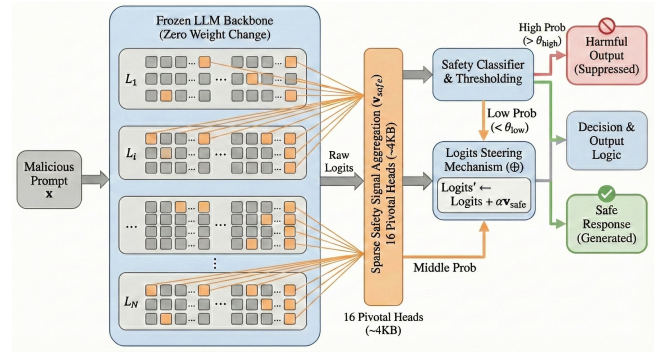 Frozen LLM Backbone
(Zero Weight Change)
L1
...
...
...
Li
...
...
...
...
...
...
...
⋮
LN
...
...
...
Malicious
Prompt
x
Raw
Logits
Sparse Safety Signal Aggregation (v_safe)
16 Pivotal Heads (~4KB)
16 Pivotal Heads
(~4KB)
Safety Classifier
& Thresholding
High Prob
(> θhigh)
Harmful
Output
(Suppressed)
Low Prob
(< θlow)
Decision &
Output
Logic
Logits Steering
Mechanism (⊕)
Logits' ←
Logits + αv_safe
Middle Prob
Safe
Response
(Generated)